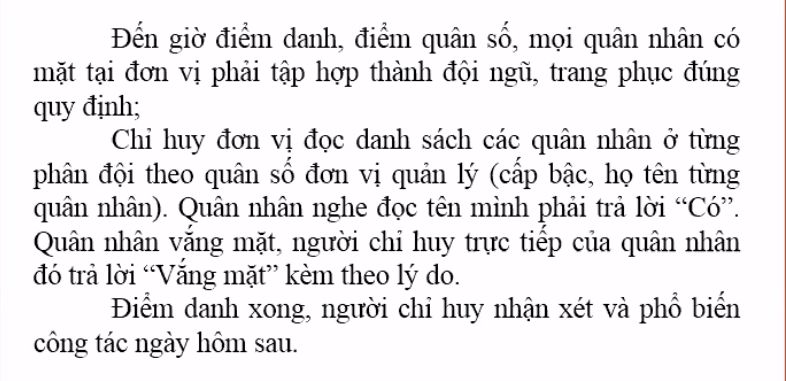 Đến giờ điểm danh, điểm quân số, mọi quân nhân có
mặt tại đơn vị phải tập hợp thành đội ngũ, trang phục đúng
quy định;
Chỉ huy đơn vị đọc danh sách các quân nhân ở từng
phân đội theo quân số đơn vị quản lý (cấp bậc, họ tên từng
quân nhân). Quân nhân nghe đọc tên mình phải trả lời “Có”.
Quân nhân vắng mặt, người chỉ huy trực tiếp của quân nhân
đó trả lời “Vắng mặt” kèm theo lý do.
Điểm danh xong, người chỉ huy nhận xét và phổ biến
công tác ngày hôm sau.